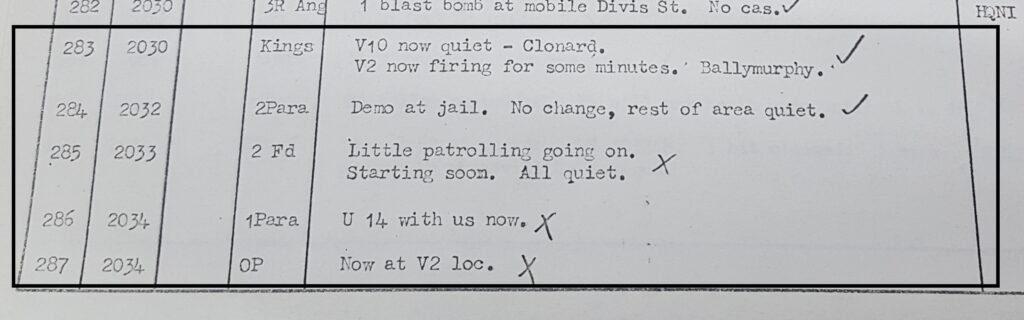 282 2030 3R Ang 1 blast bomb at mobile Divis St. No cas. ✓ HQNI
283 2030 Kings V10 now quiet - Clonard.
V2 now firing for some minutes. Ballymurphy. ✓
284 2032 2Para Demo at jail. No change, rest of area quiet. ✓
285 2033 2 Fd Little patrolling going on.
Starting soon. All quiet. X
286 2034 1Para U 14 with us now. X
287 2034 OP Now at V2 loc. X